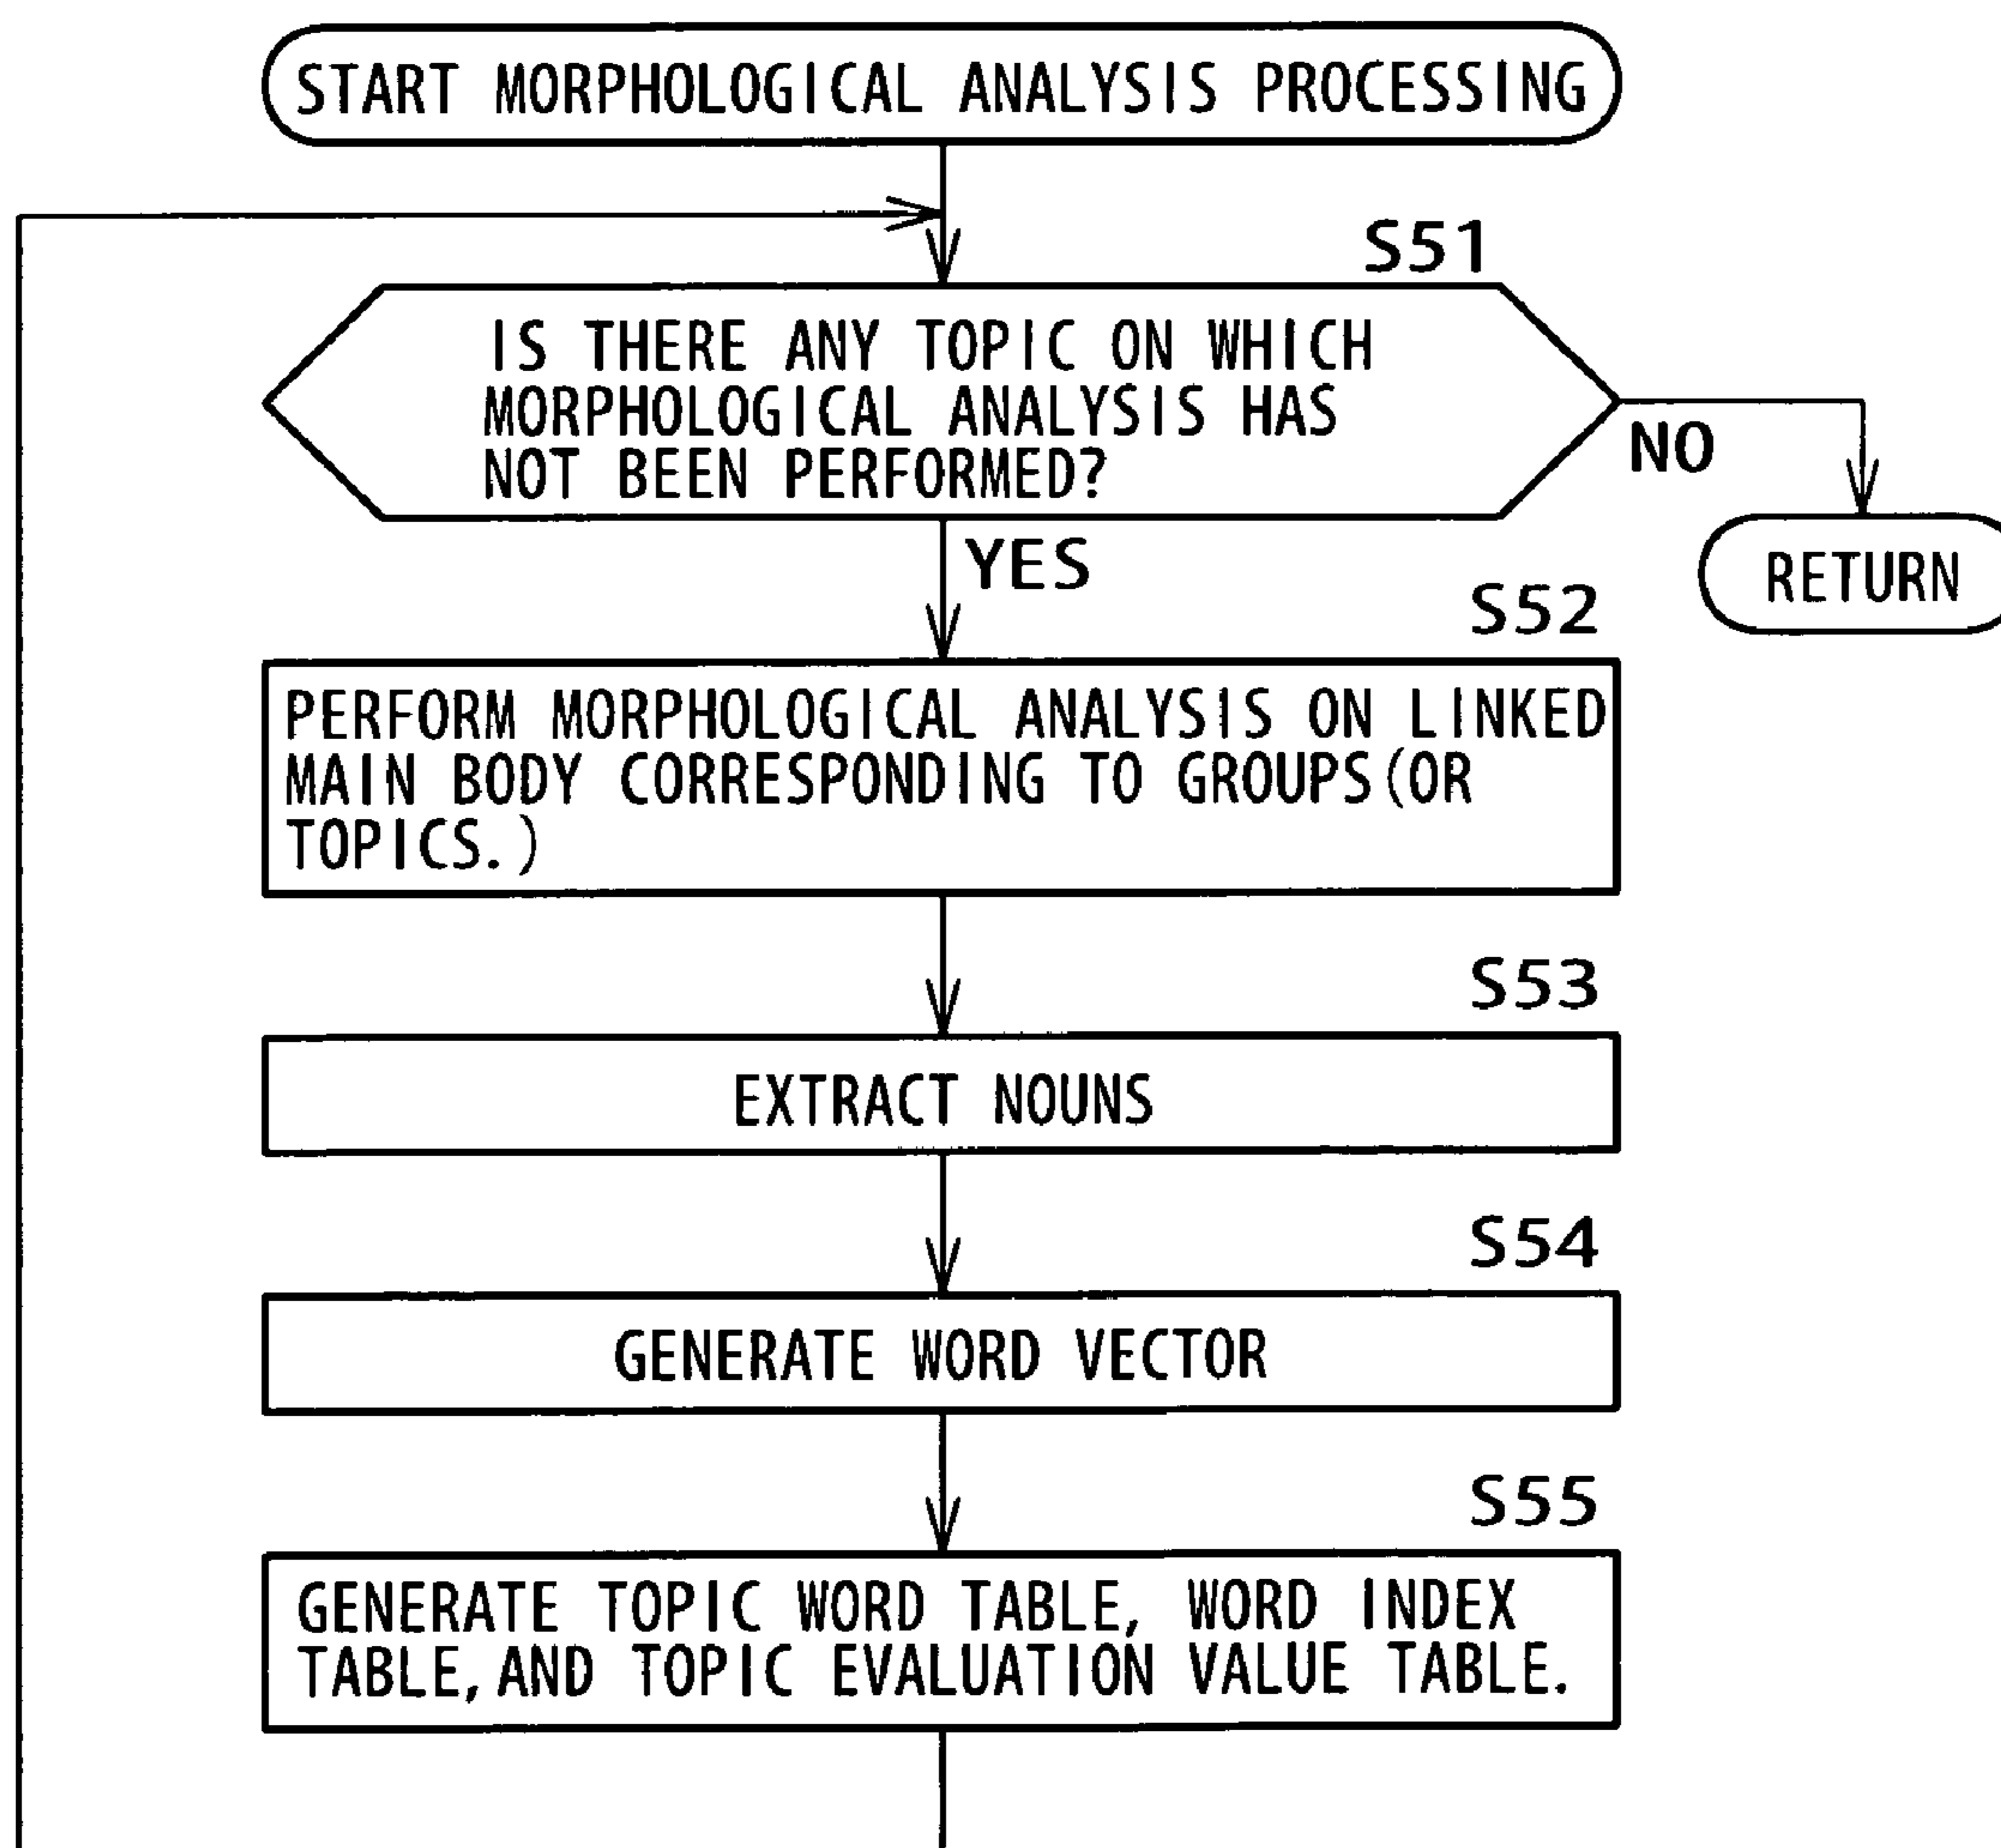 START MORPHOLOGICAL ANALYSIS PROCESSING
S51
IS THERE ANY TOPIC ON WHICH
MORPHOLOGICAL ANALYSIS HAS
NOT BEEN PERFORMED?
NO
RETURN
YES
S52
PERFORM MORPHOLOGICAL ANALYSIS ON LINKED
MAIN BODY CORRESPONDING TO GROUPS(OR
TOPICS.)
S53
EXTRACT NOUNS
S54
GENERATE WORD VECTOR
S55
GENERATE TOPIC WORD TABLE, WORD INDEX
TABLE,AND TOPIC EVALUATION VALUE TABLE.